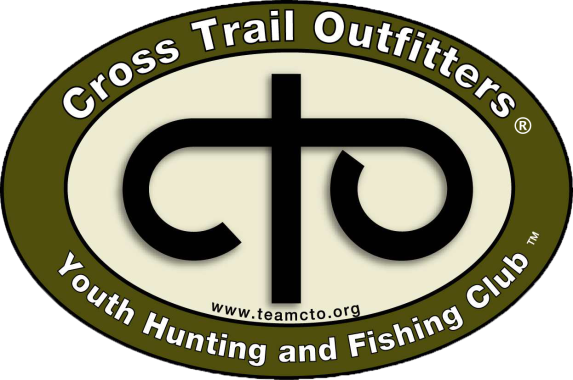 Cross Trail Outfitters®
cto
www.teamcto.org
Youth Hunting and Fishing Club™